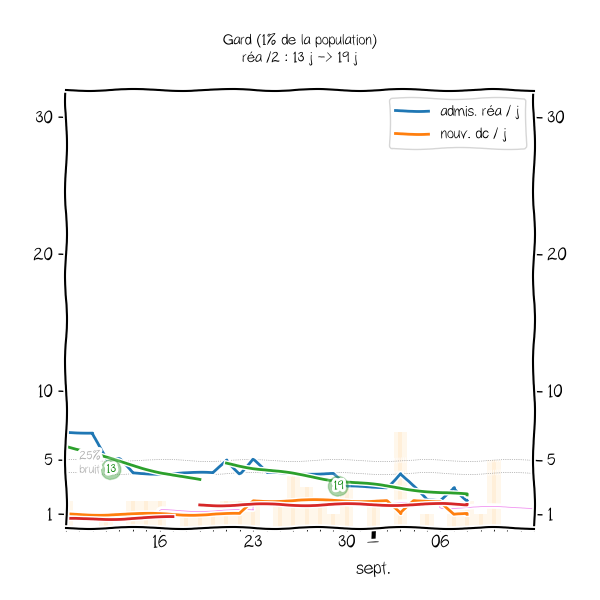 Gard (1% de la population)
réa /2 : 13 j -> 19 j
admis. réa / j
nouv. dc / j
30 30
20 20
10 10
5 5
1 1
25%
bruit
13
19
16 23 30 1 06
sept.